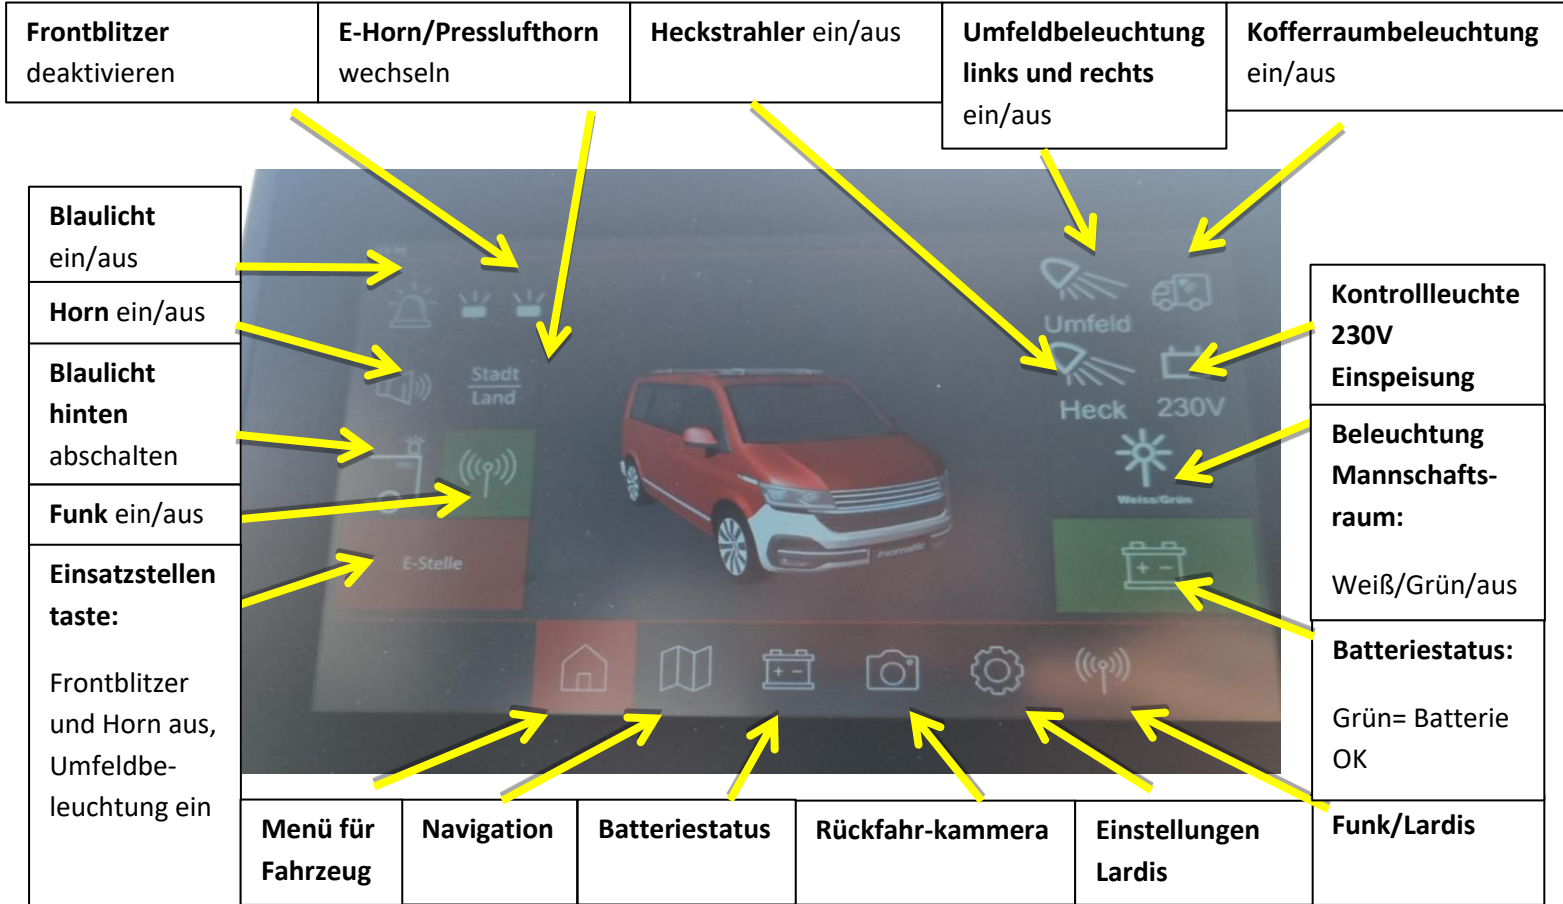 Frontblitzer
deaktivieren
E-Horn/Presslufthorn
wechseln
Heckstrahler ein/aus
Umfeldbeleuchtung
links und rechts
ein/aus
Kofferraumbeleuchtung
ein/aus
Blaulicht
ein/aus
Horn ein/aus
Blaulicht
hinten
abschalten
Funk ein/aus
Einsatzstellen
taste:
Frontblitzer
und Horn aus,
Umfeldbe-
leuchtung ein
Stadt
Land
E-Stelle
Umfeld
Heck
230V
Weiss/Grün
Kontrollleuchte
230V
Einspeisung
Beleuchtung
Mannschafts-
raum:
Weiß/Grün/aus
Batteriestatus:
Grün= Batterie
OK
Menü für
Fahrzeug
Navigation
Batteriestatus
Rückfahr-kammera
Einstellungen
Lardis
Funk/Lardis